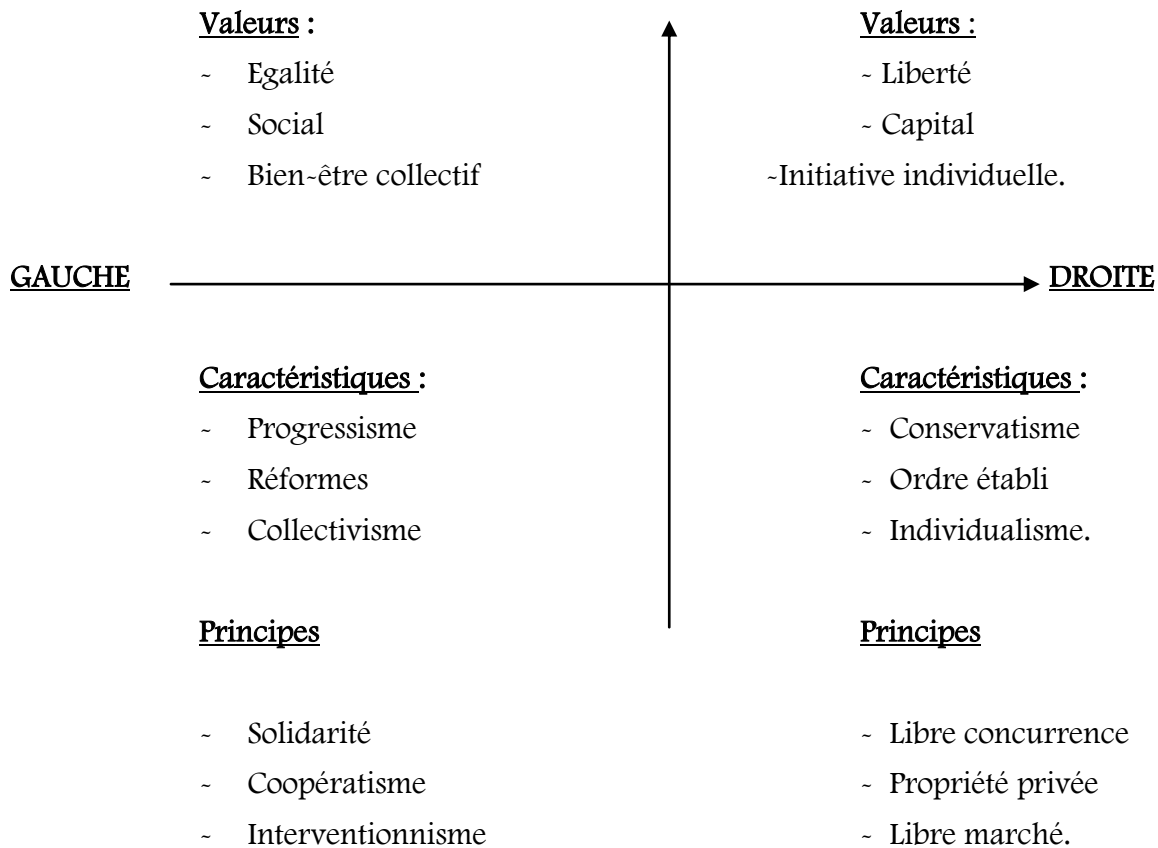 Valeurs :
- Egalité
- Social
- Bien-être collectif
Valeurs :
- Liberté
- Capital
-Initiative individuelle.
GAUCHE
DROITE
Caractéristiques :
- Progressisme
- Réformes
- Collectivisme
Caractéristiques :
- Conservatisme
- Ordre établi
- Individualisme.
Principes
- Solidarité
- Coopératisme
- Interventionnisme
Principes
- Libre concurrence
- Propriété privée
- Libre marché.